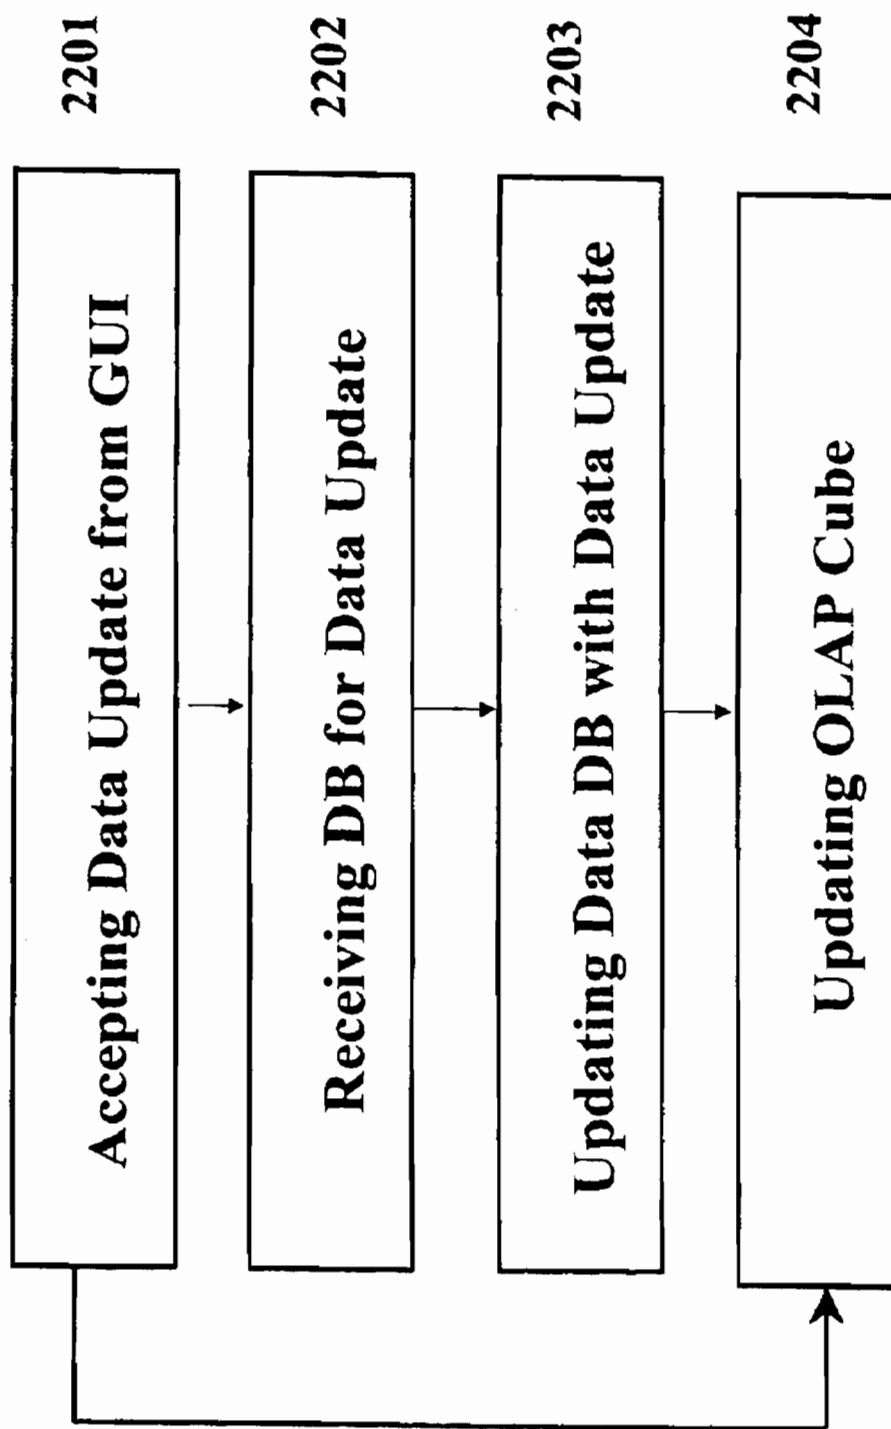 Accepting Data Update from GUI
2201
Receiving DB for Data Update
2202
Updating Data DB with Data Update
2203
Updating OLAP Cube
2204